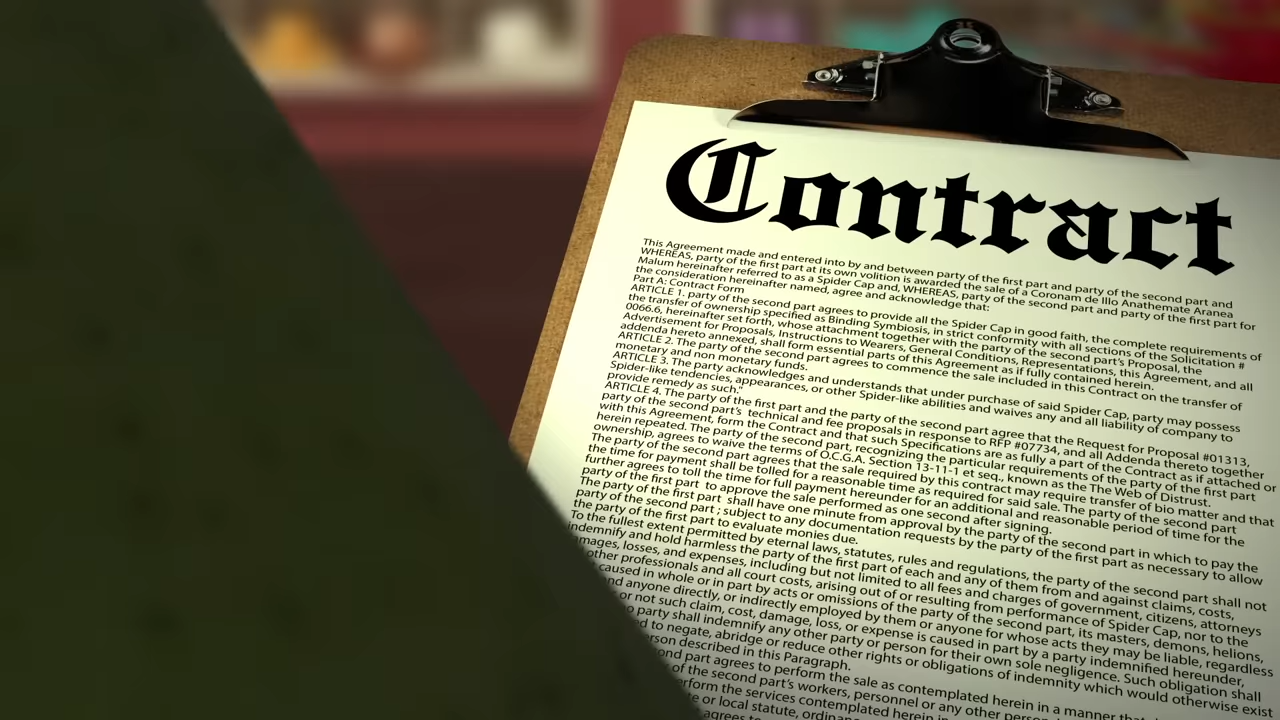 Contract
This Agreement made and entered into by and between party of the first part and party of the second part and
WHEREAS, party of the first part at its own volition is awarded the sale of a Coronam de Illo Anathemate Aranea
Malum hereinafter referred to as a Spider Cap and, WHEREAS, party of the second part and party of the first part for
the consideration hereinafter named, agree and acknowledge that:
Part A: Contract Form
ARTICLE 1. party of the second part agrees to provide all the Spider Cap in good faith, the complete requirements of
the transfer of ownership specified as Binding Symbiosis, in strict conformity with all sections of the Solicitation #
0066.6, hereinafter set forth, whose attachment together with the party of the second part's Proposal, the
Advertisement for Proposals, Instructions to Wearers, General Conditions, Representations, this Agreement, and all
addenda hereto annexed, shall form essential parts of this Agreement as if fully contained herein.
ARTICLE 2. The party of the second part agrees to commence the sale included in this Contract on the transfer of
monetary and non monetary funds.
ARTICLE 3. The party acknowledges and understands that under purchase of said Spider Cap, party may possess
Spider-like tendencies, appearances, or other Spider-like abilities and waives any and all liability of company to
provide remedy as such."
ARTICLE 4. The party of the first part and the party of the second part agree that the Request for Proposal #01313,
party of the second part's technical and fee proposals in response to RFP #07734, and all Addenda thereto together
with this Agreement, form the Contract and that such Specifications are as fully a part of the Contract as if attached or
herein repeated. The party of the second part, recognizing the particular requirements of the party of the first part
ownership, agrees to waive the terms of O.C.G.A. Section 13-11-1 et seq., known as the The Web of Distrust.
The party of the second part agrees that the sale required by this contract may require transfer of bio matter and that
the time for payment shall be tolled for a reasonable time as required for said sale. The party of the second part
further agrees to toll the time for full payment hereunder for an additional and reasonable period of time for the
party of the first part to approve the sale performed as one second after signing.
The party of the first part shall have one minute from approval by the party of the second part in which to pay the
party of the second part ; subject to any documentation requests by the party of the first part as necessary to allow
the party of the first part to evaluate monies due.
To the fullest extent permitted by eternal laws, statutes, rules and regulations, the party of the second part shall not
indemnify and hold harmless the party of the first part of each and any of them from and against claims, costs,
losses, and expenses, including but not limited to all fees and charges of government, citizens, attorneys
other professionals and all court costs, arising out of or resulting from performance of Spider Cap, nor to the
caused in whole or in part by acts or omissions of the party of the second part, its masters, demons, helions,
and anyone directly, or indirectly employed by them or anyone for whose acts they may be liable, regardless
or not such claim, cost, damage, loss, or expense is caused in part by a party indemnified hereunder,
no party shall indemnify any other party or person for their own sole negligence. Such obligation shall
to negate, abridge or reduce other rights or obligations of indemnity which would otherwise exist
described in this Paragraph.
part agrees to perform the sale as contemplated herein in a manner that
of the second part's workers, personnel or any other
the services contemplated herein
or local statute,
agrees to